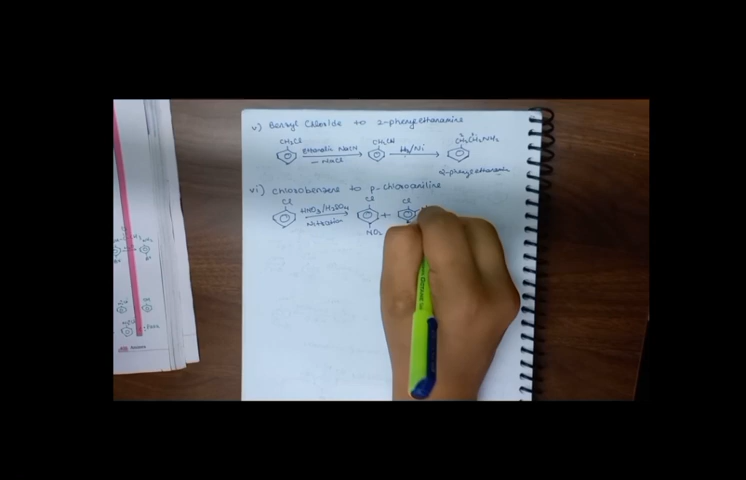 v) Benzyl Chloride to 2-phenylethanamine
CH2Cl ethanolic NaCN - NaCl CH2CN H2/Ni CH2CH2NH2
2-phenylethanamine
vi) Chlorobenzene to p-chloroaniline
Cl HNO3/H2SO4 Nitration Cl + Cl
NO2